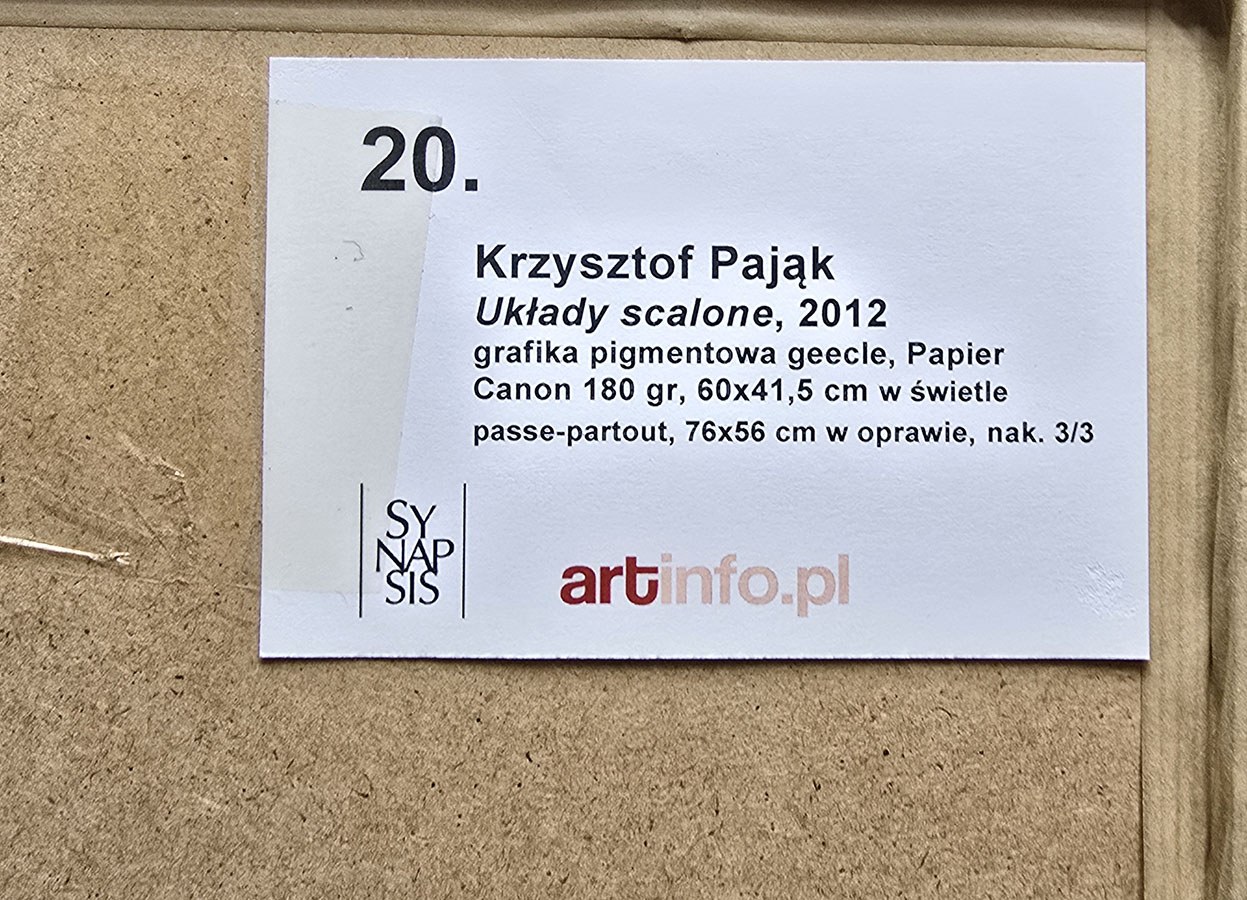 20.
Krzysztof Pająk
Układy scalone, 2012
grafika pigmentowa geecle, Papier
Canon 180 gr, 60x41,5 cm w świetle
passe-partout, 76x56 cm w oprawie, nak. 3/3
SY
NAP
SIS
artinfo.pl